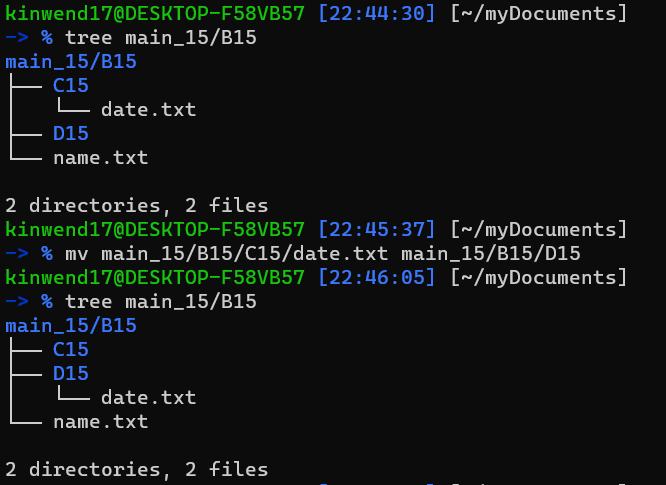 kinwend17@DESKTOP-F58VB57 [22:44:30] [~/myDocuments]
-> % tree main_15/B15
main_15/B15
├── C15
│   └── date.txt
├── D15
└── name.txt
2 directories, 2 files
kinwend17@DESKTOP-F58VB57 [22:45:37] [~/myDocuments]
-> % mv main_15/B15/C15/date.txt main_15/B15/D15
kinwend17@DESKTOP-F58VB57 [22:46:05] [~/myDocuments]
-> % tree main_15/B15
main_15/B15
├── C15
├── D15
│   └── date.txt
└── name.txt
2 directories, 2 files